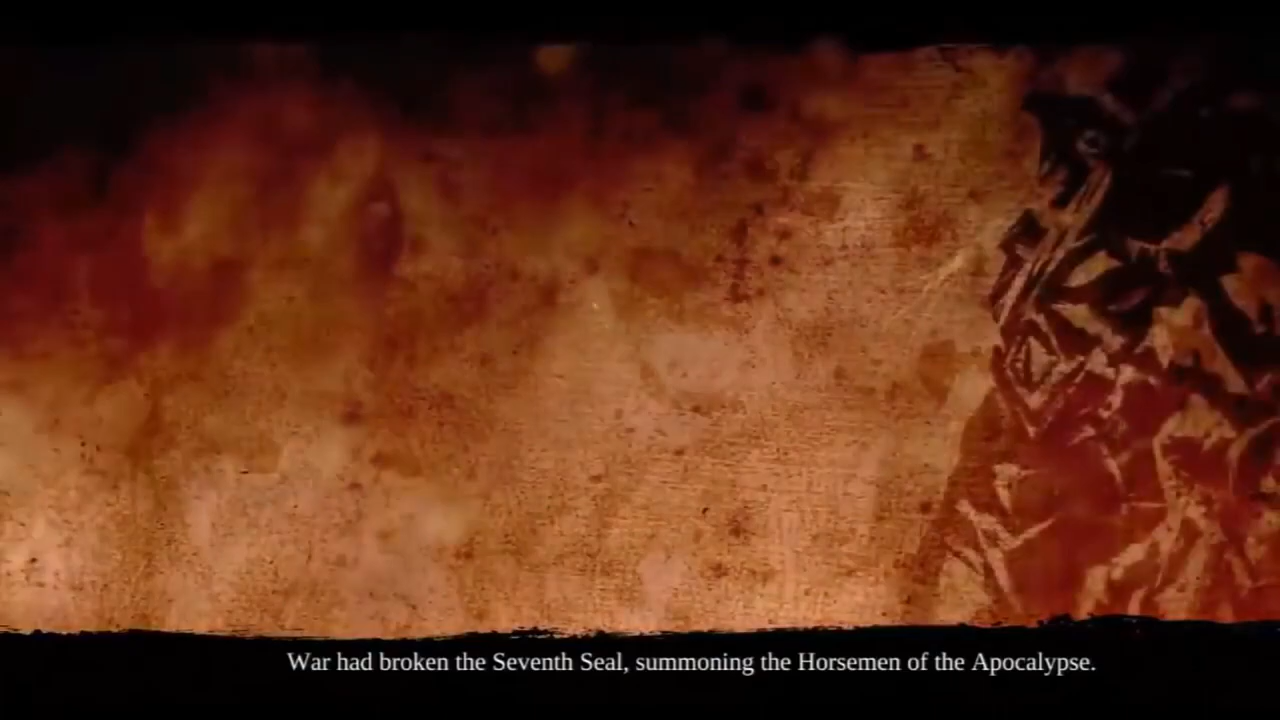 War had broken the Seventh Seal, summoning the Horsemen of the Apocalypse.